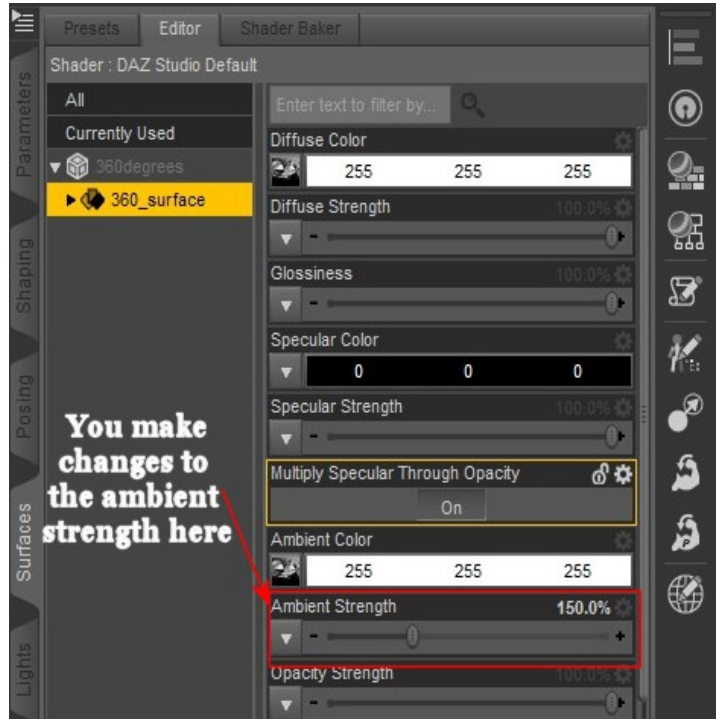 Presets Editor Shader Baker
Shader : DAZ Studio Default
Parameters
Shaping
Posing
Surfaces
Lights
All
Currently Used
360degrees
360_surface
Enter text to filter by...
Diffuse Color
255 255 255
Diffuse Strength 100.0%
- +
Glossiness 100.0%
- +
Specular Color
0 0 0
Specular Strength 100.0%
- +
Multiply Specular Through Opacity
On
Ambient Color
255 255 255
Ambient Strength 150.0%
- +
Opacity Strength 100.0%
- +
You make
changes to
the ambient
strength here
P